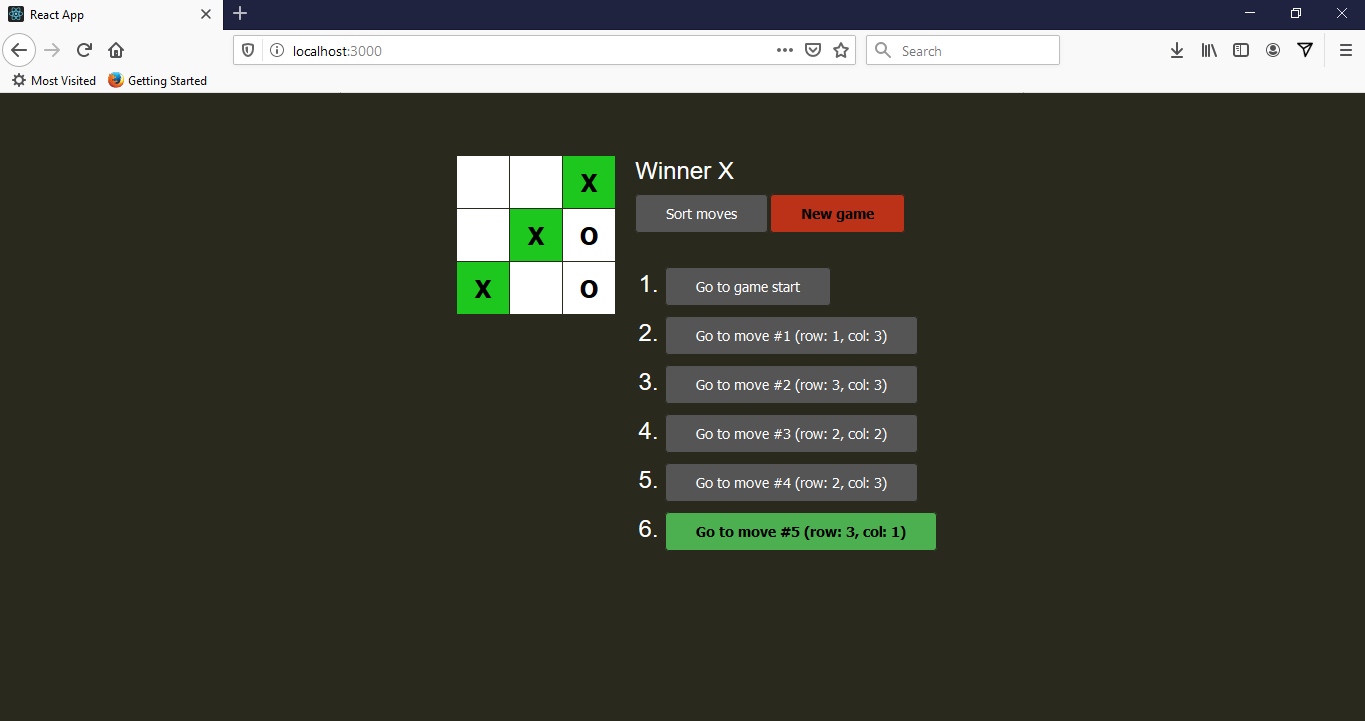 React App
localhost:3000
Search
Most Visited Getting Started
X
X O
X O
Winner X
Sort moves New game
1. Go to game start
2. Go to move #1 (row: 1, col: 3)
3. Go to move #2 (row: 3, col: 3)
4. Go to move #3 (row: 2, col: 2)
5. Go to move #4 (row: 2, col: 3)
6. Go to move #5 (row: 3, col: 1)